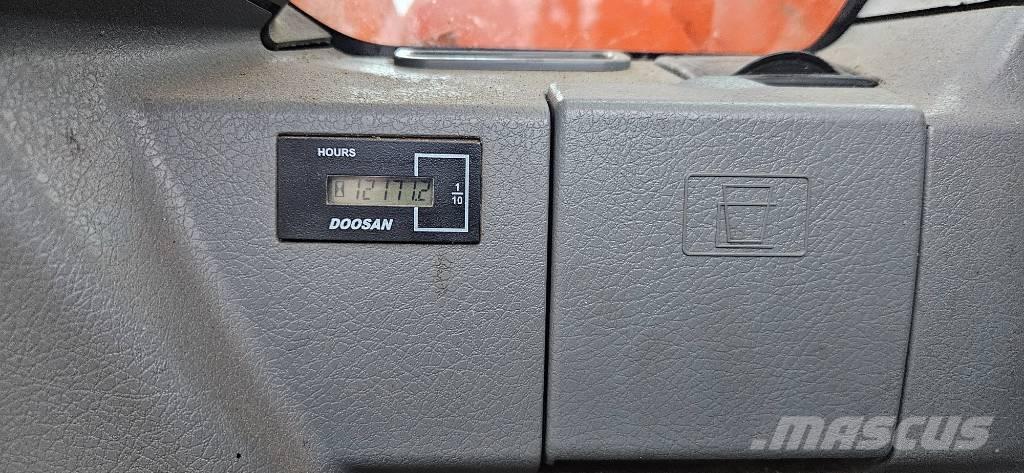 HOURS
12171.2
1
10
DOOSAN
.MASCUS